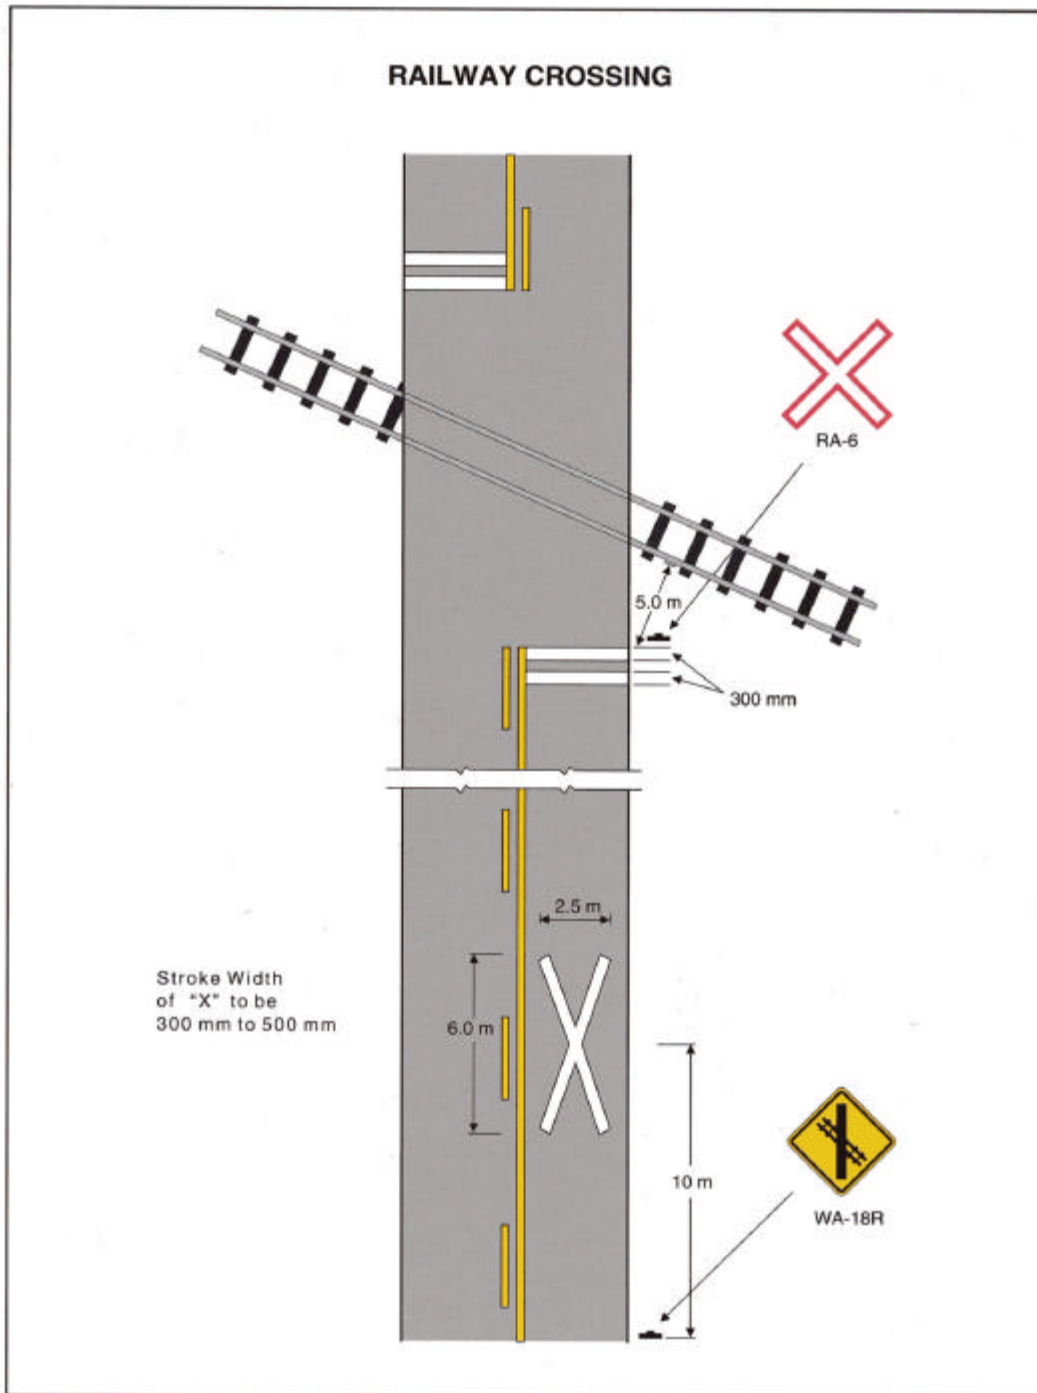 RAILWAY CROSSING
RA-6
5.0 m
300 mm
2.5 m
Stroke Width
of "X" to be
300 mm to 500 mm
6.0 m
10 m
WA-18R